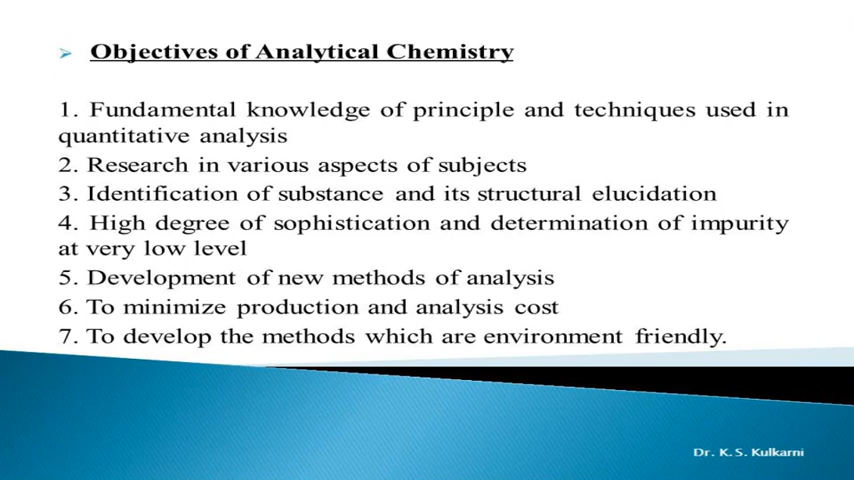 Objectives of Analytical Chemistry
1. Fundamental knowledge of principle and techniques used in
quantitative analysis
2. Research in various aspects of subjects
3. Identification of substance and its structural elucidation
4. High degree of sophistication and determination of impurity
at very low level
5. Development of new methods of analysis
6. To minimize production and analysis cost
7. To develop the methods which are environment friendly.
Dr. K. S. Kulkarni